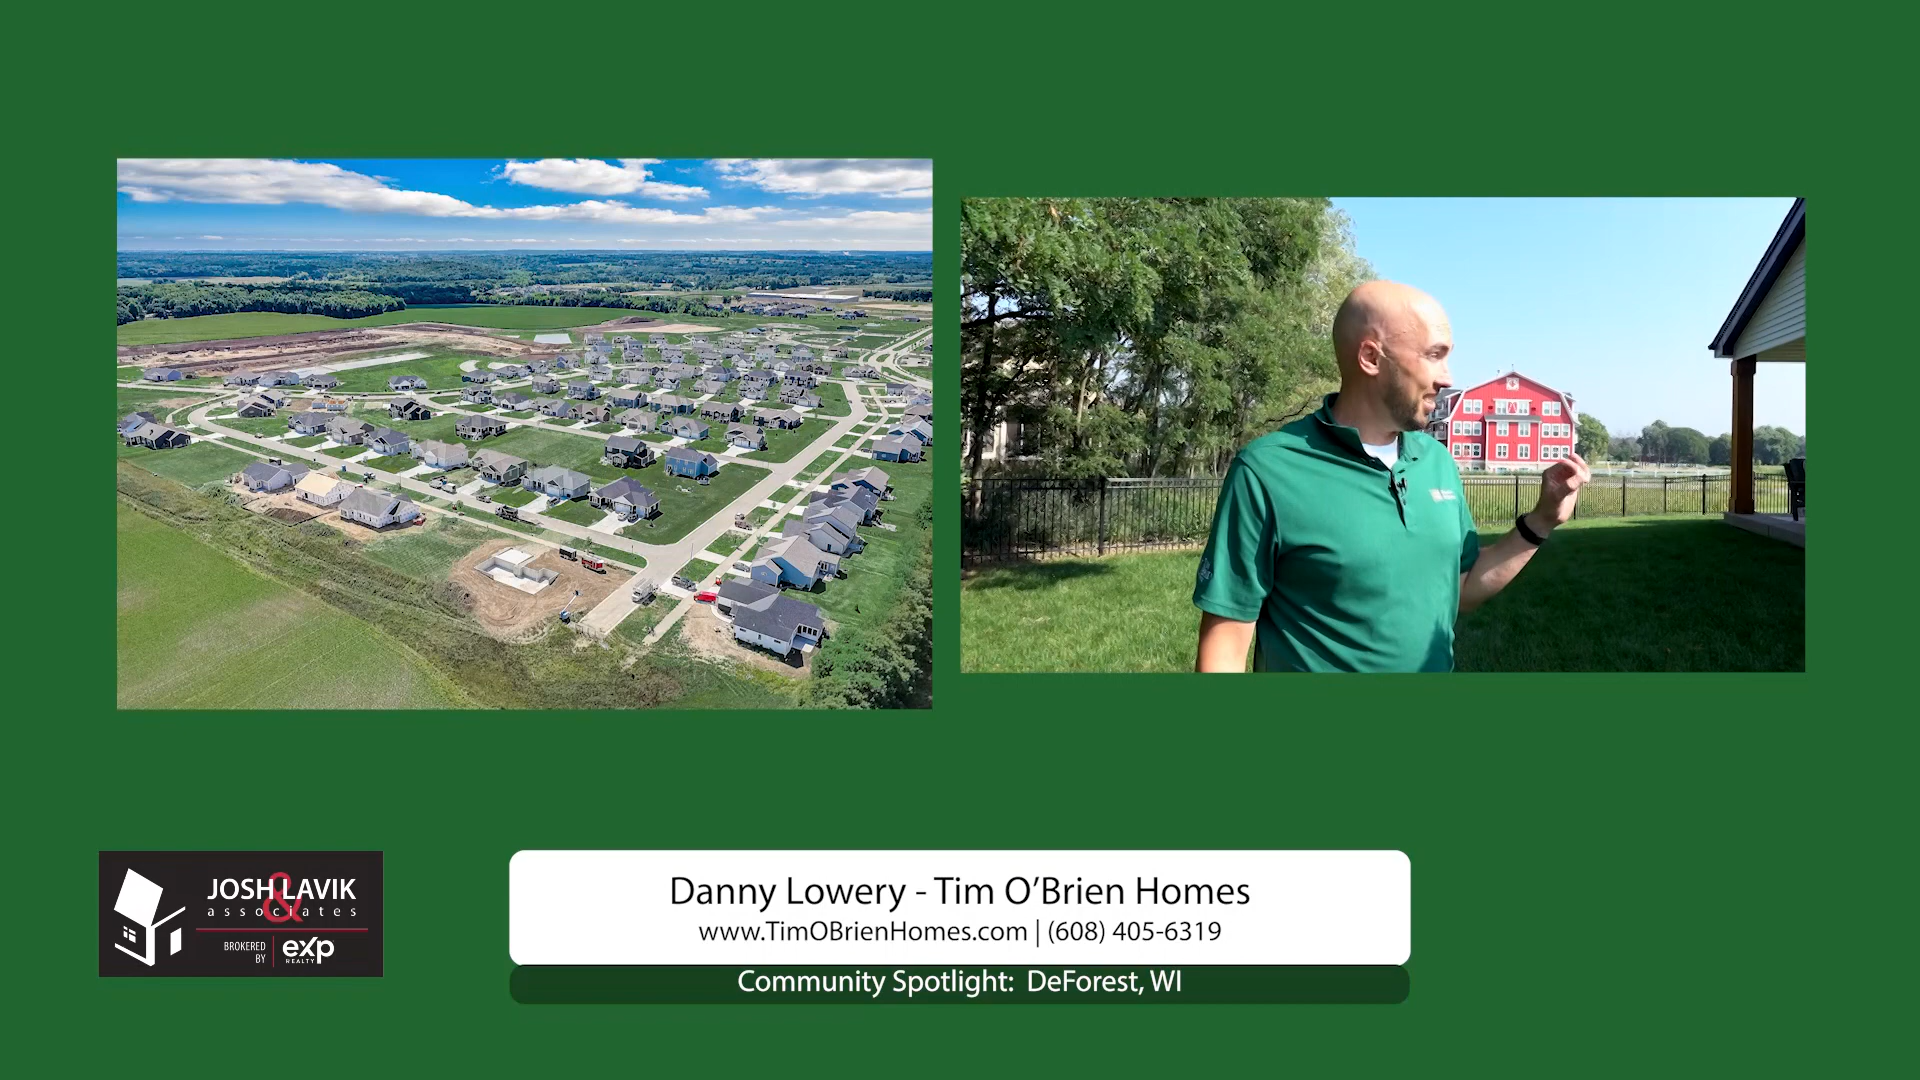 JOSH & LAVIK
associates
BROKERED
BY
exp
REALTY
Danny Lowery - Tim O’Brien Homes
www.TimOBrienHomes.com | (608) 405-6319
Community Spotlight: DeForest, WI